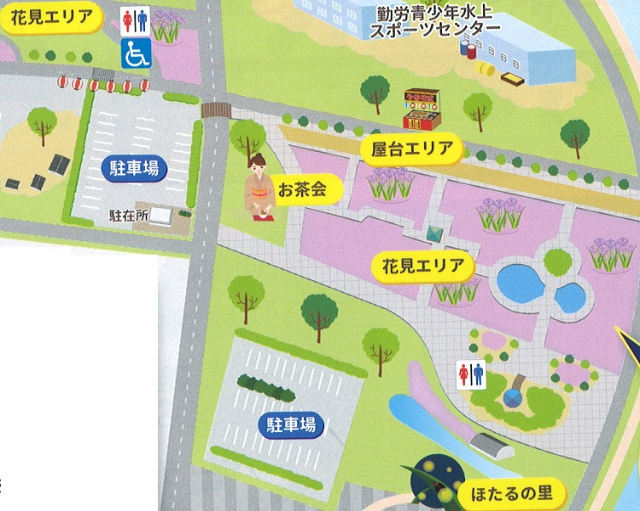 花見エリア
勤労青少年水上
スポーツセンター
屋台エリア
駐車場
お茶会
駐在所
花見エリア
駐車場
ほたるの里